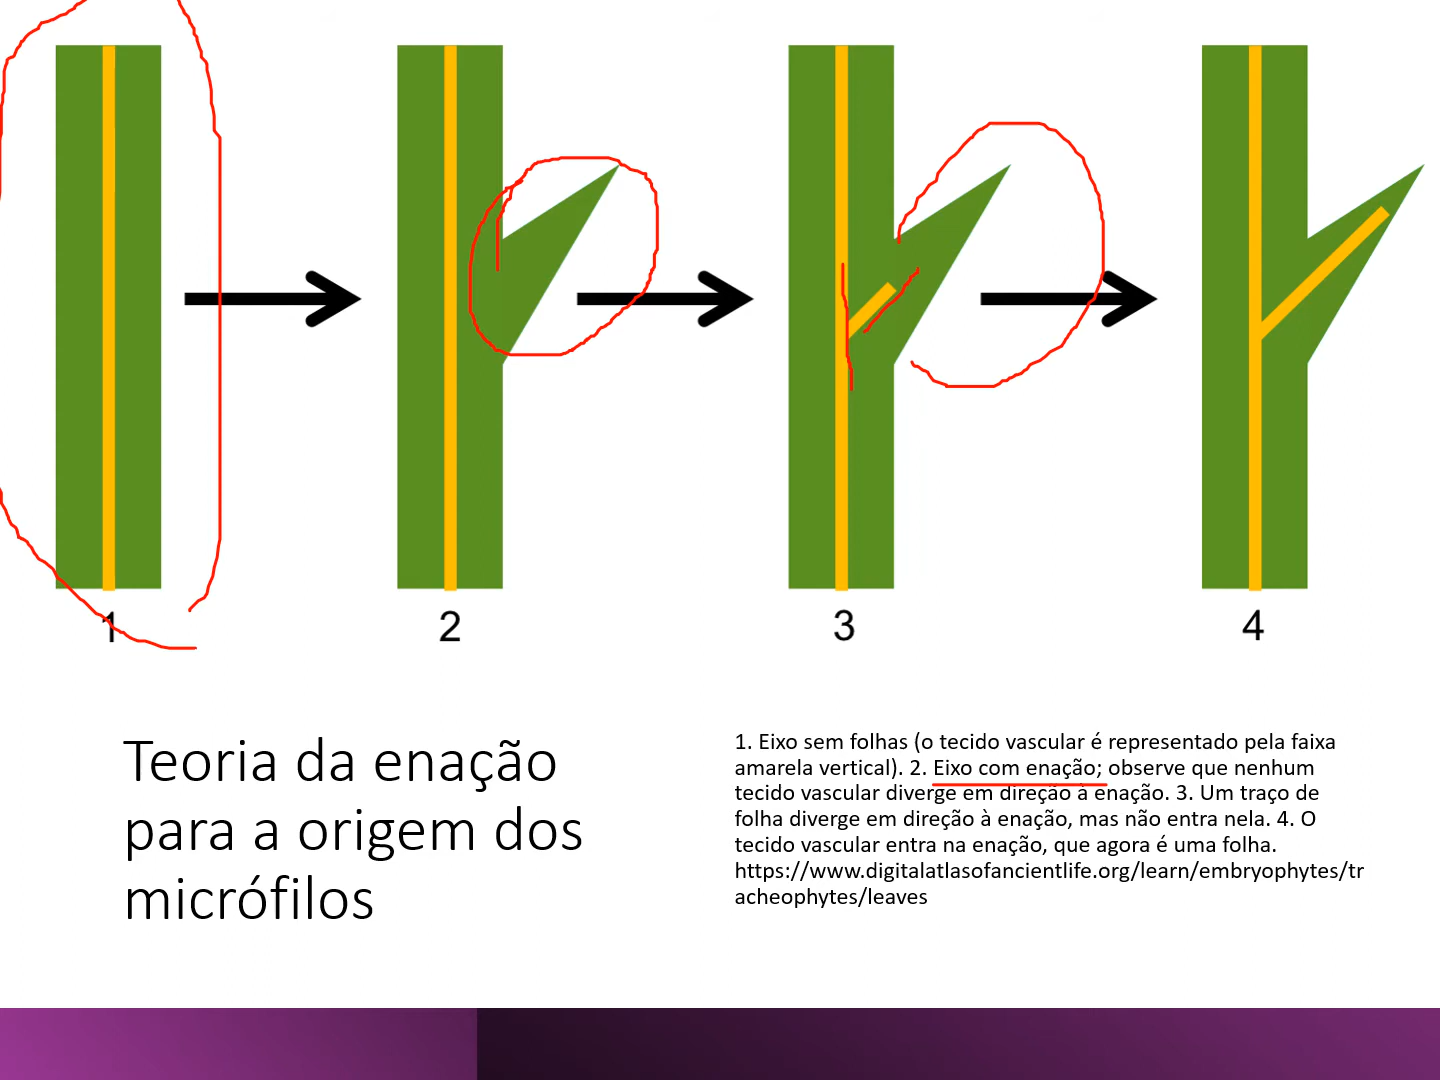 1
2
3
4
Teoria da enação
para a origem dos
micrófilos
1. Eixo sem folhas (o tecido vascular é representado pela faixa
amarela vertical). 2. Eixo com enação; observe que nenhum
tecido vascular diverge em direção à enação. 3. Um traço de
folha diverge em direção à enação, mas não entra nela. 4. O
tecido vascular entra na enação, que agora é uma folha.
https://www.digitalatlasofancientlife.org/learn/embryophytes/tr
acheophytes/leaves